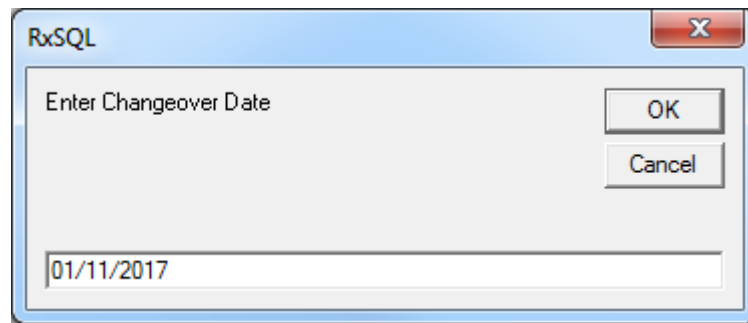 RxSQL
Enter Changeover Date
OK
Cancel
01/11/2017